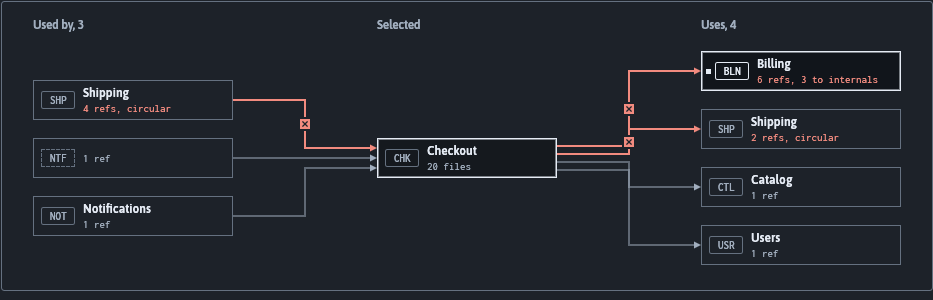 Used by, 3
Selected
Uses, 4
SHP
Shipping
4 refs, circular
NTF
1 ref
NOT
Notifications
1 ref
CHK
Checkout
20 files
BLN
Billing
6 refs, 3 to internals
SHP
Shipping
2 refs, circular
CTL
Catalog
1 ref
USR
Users
1 ref